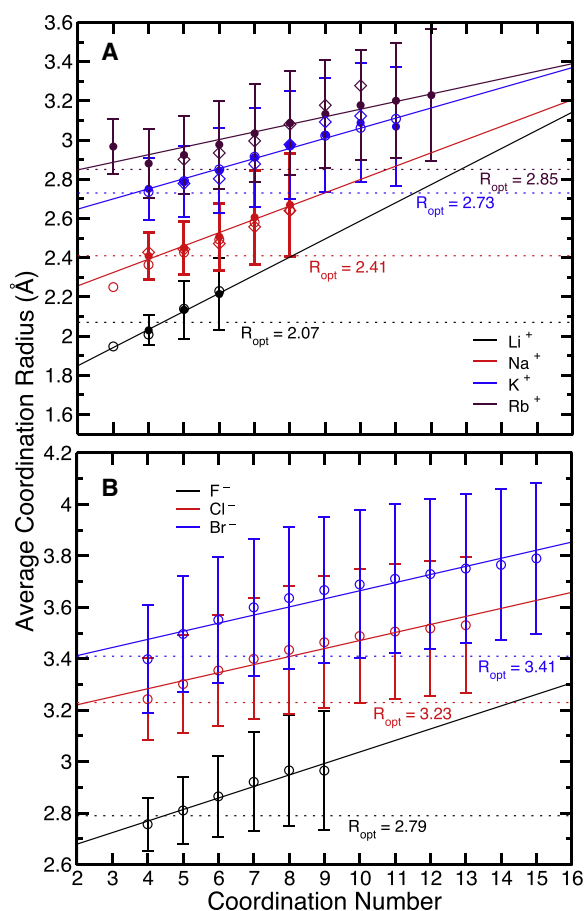 A
3.6
3.4
3.2
3
2.8
2.6
2.4
2.2
2
1.8
1.6
R_opt = 2.85
R_opt = 2.73
R_opt = 2.41
R_opt = 2.07
Li +
Na +
K +
Rb +
Average Coordination Radius (Å)
B
4.2
4
3.8
3.6
3.4
3.2
3
2.8
2.6
F −
Cl −
Br −
R_opt = 3.41
R_opt = 3.23
R_opt = 2.79
2 3 4 5 6 7 8 9 10 11 12 13 14 15 16
Coordination Number